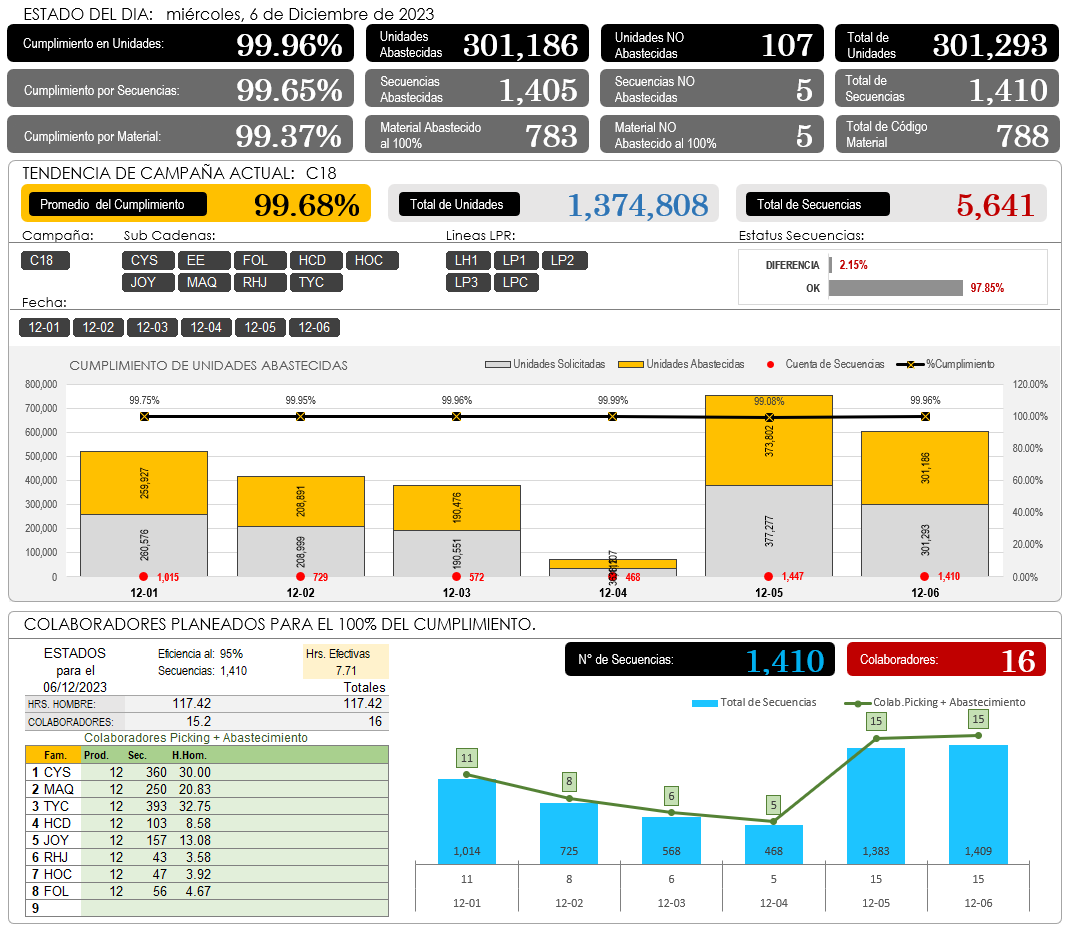 ESTADO DEL DIA: miércoles, 6 de Diciembre de 2023
Cumplimiento en Unidades: 99.96%
Unidades Abastecidas 301,186
Unidades NO Abastecidas 107
Total de Unidades 301,293
Cumplimiento por Secuencias: 99.65%
Secuencias Abastecidas 1,405
Secuencias NO Abastecidas 5
Total de Secuencias 1,410
Cumplimiento por Material: 99.37%
Material Abastecido al 100% 783
Material NO Abastecido al 100% 5
Total de Código Material 788
TENDENCIA DE CAMPAÑA ACTUAL: C18
Promedio del Cumplimiento 99.68%
Total de Unidades 1,374,808
Total de Secuencias 5,641
Campaña:
C18
Sub Cadenas:
CYS EE FOL HCD HOC
JOY MAQ RHJ TYC
Lineas LPR:
LH1 LP1 LP2
LP3 LPC
Estatus Secuencias:
DIFERENCIA 2.15%
OK 97.85%
Fecha:
12-01 12-02 12-03 12-04 12-05 12-06
CUMPLIMIENTO DE UNIDADES ABASTECIDAS
Unidades Solicitadas Unidades Abastecidas Cuenta de Secuencias %Cumplimiento
800,000
700,000
600,000
500,000
400,000
300,000
200,000
100,000
0
120.00%
100.00%
80.00%
60.00%
40.00%
20.00%
0.00%
99.75% 99.95% 99.96% 99.99% 99.08% 99.96%
259,927 208,891 190,476 373,802 301,186
260,576 208,999 190,551 377,277 301,293
1,015 729 572 468 1,447 1,410
12-01 12-02 12-03 12-04 12-05 12-06
COLABORADORES PLANEADOS PARA EL 100% DEL CUMPLIMIENTO.
ESTADOS
para el
06/12/2023
Eficiencia al: 95%
Secuencias: 1,410
Hrs. Efectivas
7.71
Totales
HRS. HOMBRE: 117.42 117.42
COLABORADORES: 15.2 16
Colaboradores Picking + Abastecimiento
Fam. Prod. Sec. H.Hom.
1 CYS 12 360 30.00
2 MAQ 12 250 20.83
3 TYC 12 393 32.75
4 HCD 12 103 8.58
5 JOY 12 157 13.08
6 RHJ 12 43 3.58
7 HOC 12 47 3.92
8 FOL 12 56 4.67
9
N° de Secuencias: 1,410
Colaboradores: 16
Total de Secuencias Colab.Picking + Abastecimiento
11 8 6 5 15 15
1,014 725 568 468 1,383 1,409
11 8 6 5 15 15
12-01 12-02 12-03 12-04 12-05 12-06